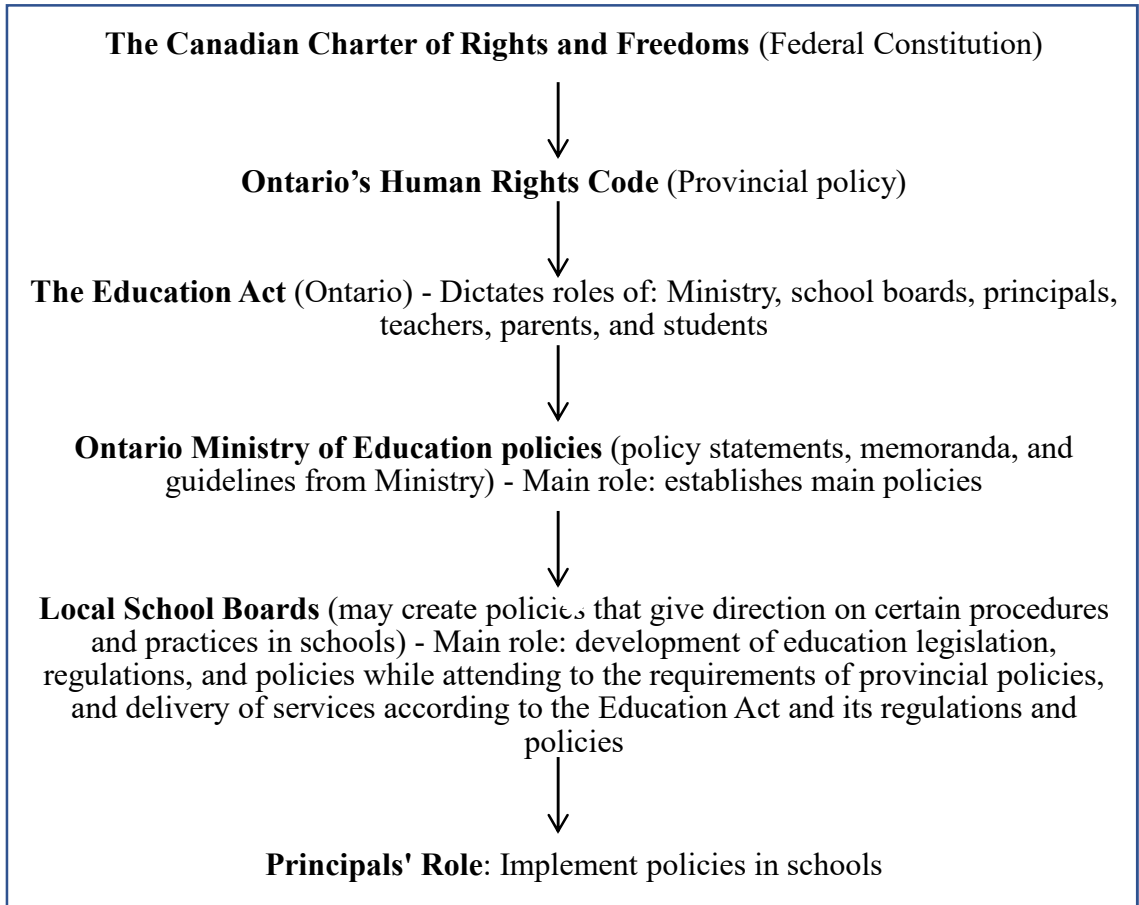 The Canadian Charter of Rights and Freedoms (Federal Constitution)
Ontario’s Human Rights Code (Provincial policy)
The Education Act (Ontario) - Dictates roles of: Ministry, school boards, principals,
teachers, parents, and students
Ontario Ministry of Education policies (policy statements, memoranda, and
guidelines from Ministry) - Main role: establishes main policies
Local School Boards (may create policies that give direction on certain procedures
and practices in schools) - Main role: development of education legislation,
regulations, and policies while attending to the requirements of provincial policies,
and delivery of services according to the Education Act and its regulations and
policies
Principals' Role: Implement policies in schools